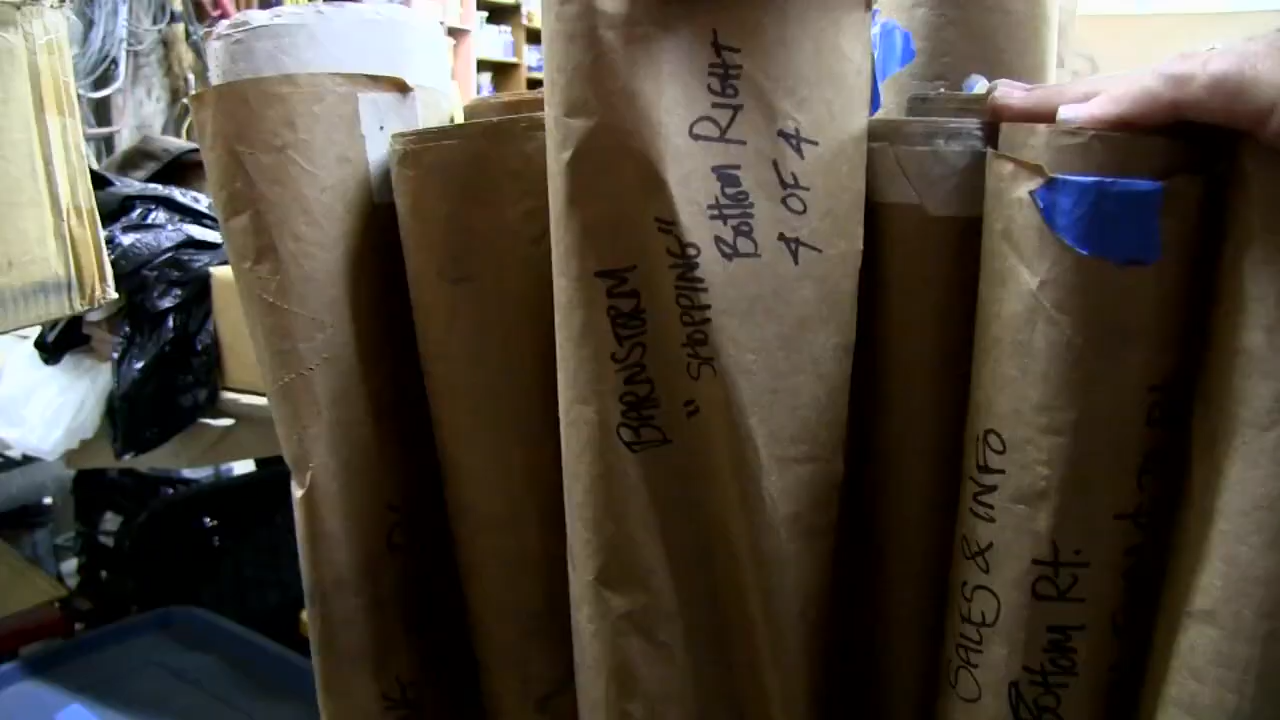 BARNSTORM
"SHOPPING"
Bottom Right
4 OF 4
SALES & INFO
Bottom Rt.